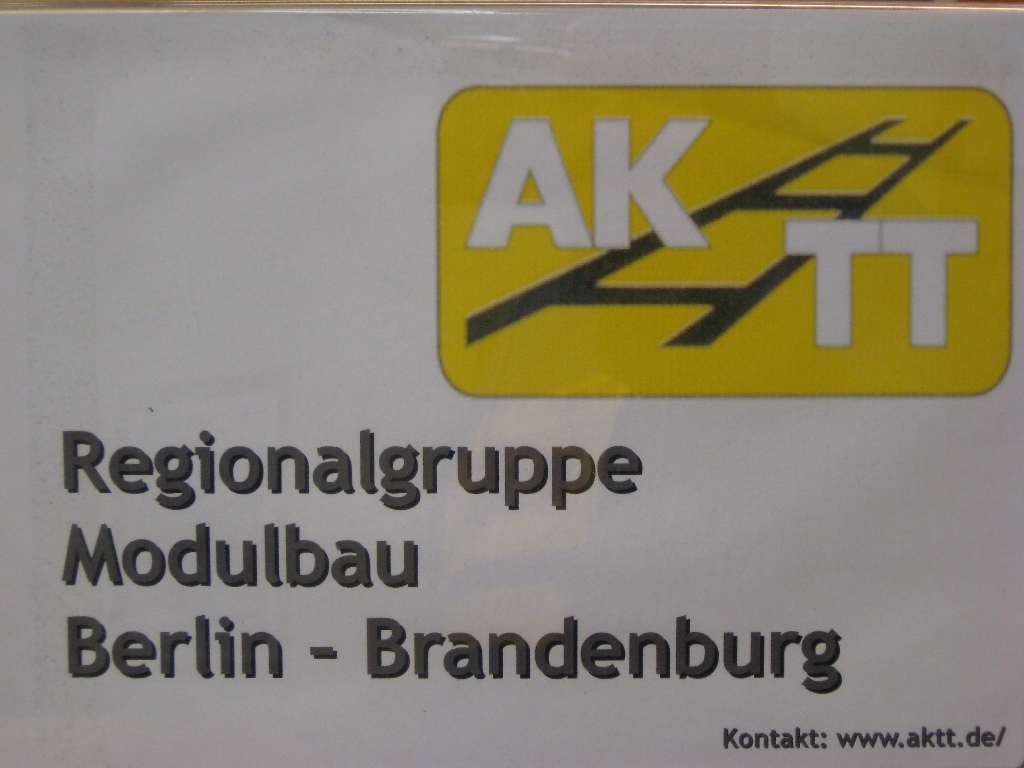 AK
TT
Regionalgruppe
Modulbau
Berlin - Brandenburg
Kontakt: www.aktt.de/